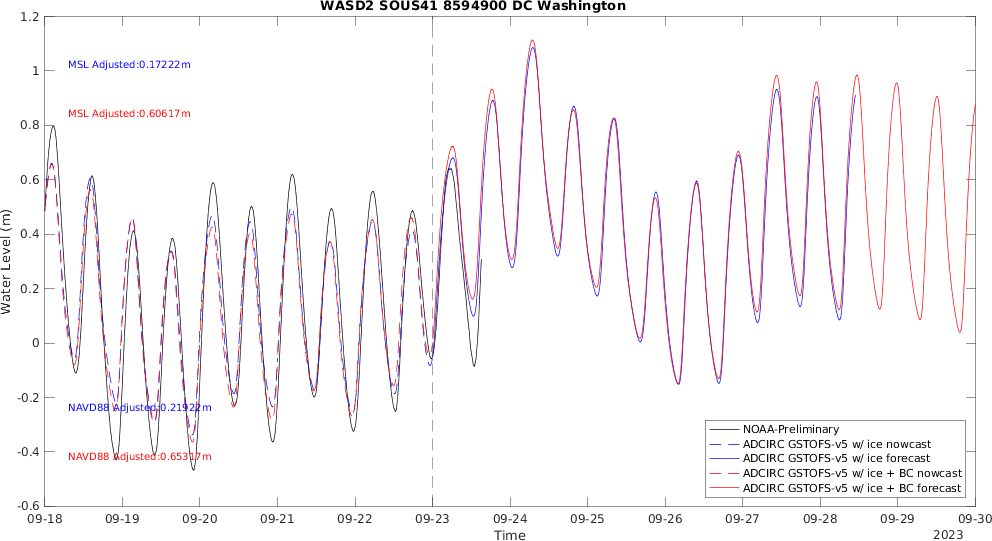 WASD2 SOUS41 8594900 DC Washington
1.2
1
0.8
0.6
0.4
0.2
0
-0.2
-0.4
-0.6
Water Level (m)
MSL Adjusted:0.17222m
MSL Adjusted:0.60617m
NAVD88 Adjusted:0.21922m
NAVD88 Adjusted:0.65317m
NOAA-Preliminary
ADCIRC GSTOFS-v5 w/ ice nowcast
ADCIRC GSTOFS-v5 w/ ice forecast
ADCIRC GSTOFS-v5 w/ ice + BC nowcast
ADCIRC GSTOFS-v5 w/ ice + BC forecast
09-18 09-19 09-20 09-21 09-22 09-23 09-24 09-25 09-26 09-27 09-28 09-29 09-30
Time
2023